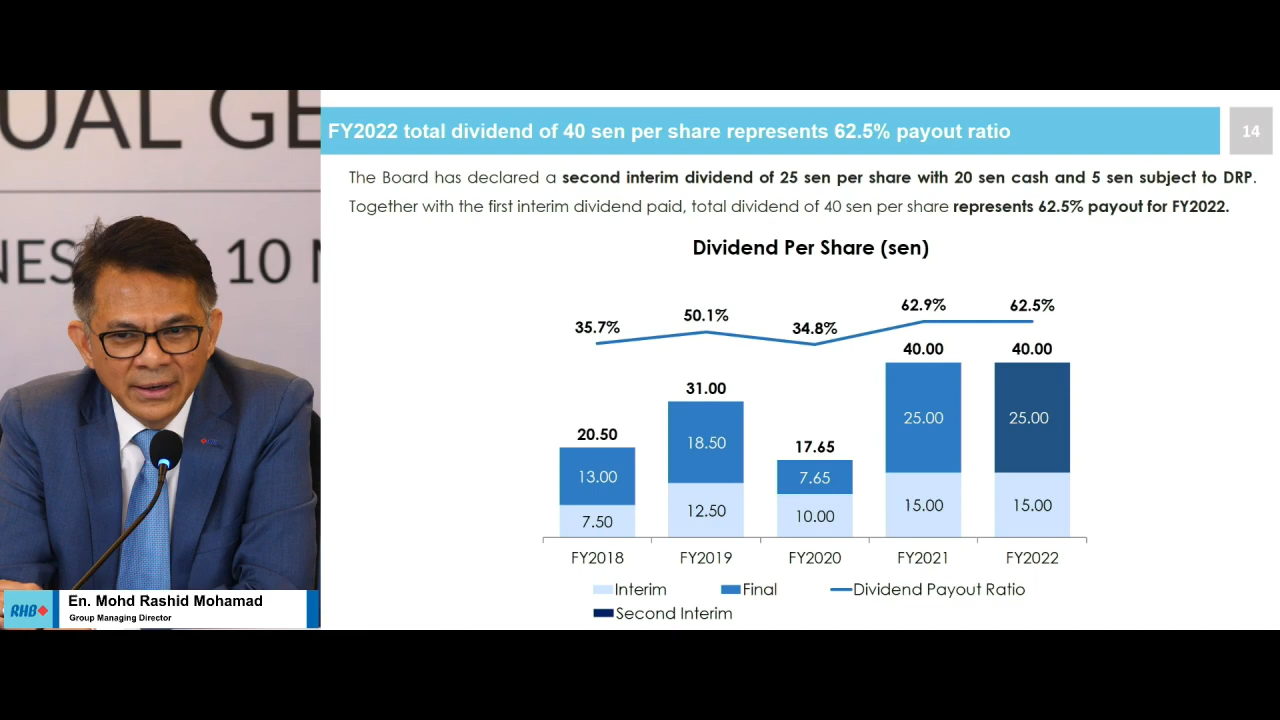 UAL GE
NES
10
FY2022 total dividend of 40 sen per share represents 62.5% payout ratio
14
The Board has declared a second interim dividend of 25 sen per share with 20 sen cash and 5 sen subject to DRP.
Together with the first interim dividend paid, total dividend of 40 sen per share represents 62.5% payout for FY2022.
Dividend Per Share (sen)
35.7% 50.1% 34.8% 62.9% 62.5%
20.50 31.00 17.65 40.00 40.00
13.00 18.50 7.65 25.00 25.00
7.50 12.50 10.00 15.00 15.00
FY2018 FY2019 FY2020 FY2021 FY2022
Interim Final Dividend Payout Ratio
Second Interim
RHB
En. Mohd Rashid Mohamad
Group Managing Director